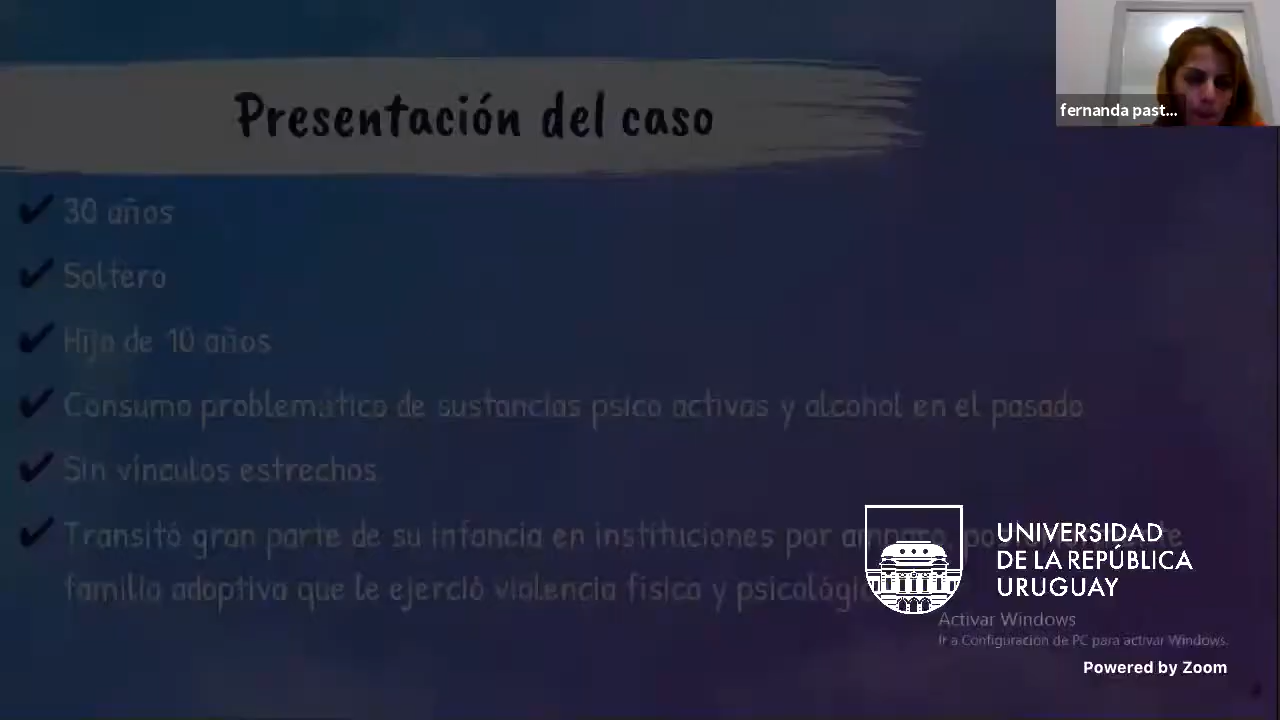 Presentación del caso
fernanda past...
30 años
Soltero
Hijo de 10 años
Consumo problemático de sustancias psico activas y alcohol en el pasado
Sin vínculos estrechos
Transitó gran parte de su infancia en instituciones por amparo,
familia adoptiva que le ejerció violencia física y
UNIVERSIDAD
DE LA REPÚBLICA
URUGUAY
Activar Windows
Ir a Configuración de PC para activar Windows.
Powered by Zoom